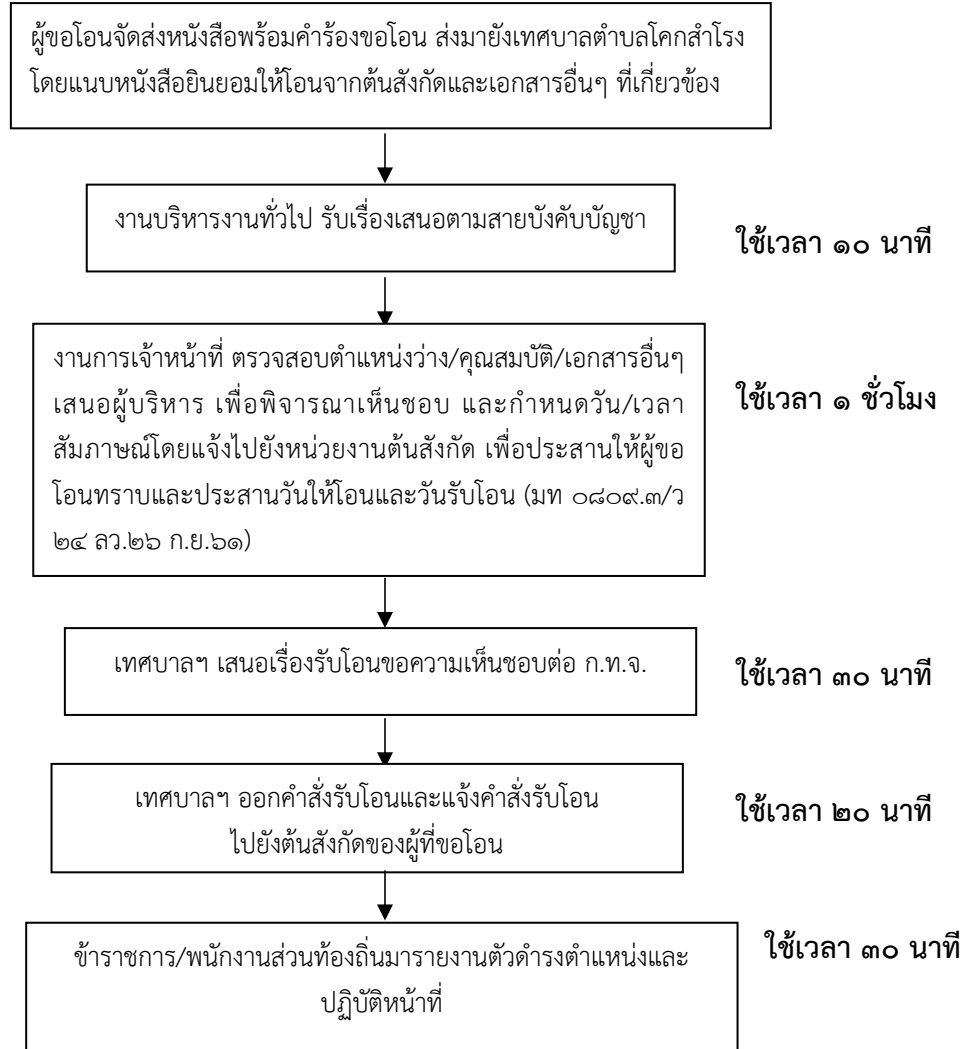 ผู้ขอโอนจัดส่งหนังสือพร้อมคำร้องขอโอน ส่งมายังเทศบาลตำบลโคกสำโรง
โดยแนบหนังสือยินยอมให้โอนจากต้นสังกัดและเอกสารอื่นๆ ที่เกี่ยวข้อง
งานบริหารงานทั่วไป รับเรื่องเสนอตามสายบังคับบัญชา
ใช้เวลา ๑๐ นาที
งานการเจ้าหน้าที่ ตรวจสอบตำแหน่งว่าง/คุณสมบัติ/เอกสารอื่นๆ
เสนอผู้บริหาร เพื่อพิจารณาเห็นชอบ และกำหนดวัน/เวลา
สัมภาษณ์โดยแจ้งไปยังหน่วยงานต้นสังกัด เพื่อประสานให้ผู้ขอ
โอนทราบและประสานวันให้โอนและวันรับโอน (มท ๐๘๐๙.๓/ว
๒๔ ลว.๒๖ ก.ย.๖๑)
ใช้เวลา ๑ ชั่วโมง
เทศบาลฯ เสนอเรื่องรับโอนขอความเห็นชอบต่อ ก.ท.จ.
ใช้เวลา ๓๐ นาที
เทศบาลฯ ออกคำสั่งรับโอนและแจ้งคำสั่งรับโอน
ไปยังต้นสังกัดของผู้ที่ขอโอน
ใช้เวลา ๒๐ นาที
ข้าราชการ/พนักงานส่วนท้องถิ่นมารายงานตัวดำรงตำแหน่งและ
ปฏิบัติหน้าที่
ใช้เวลา ๓๐ นาที